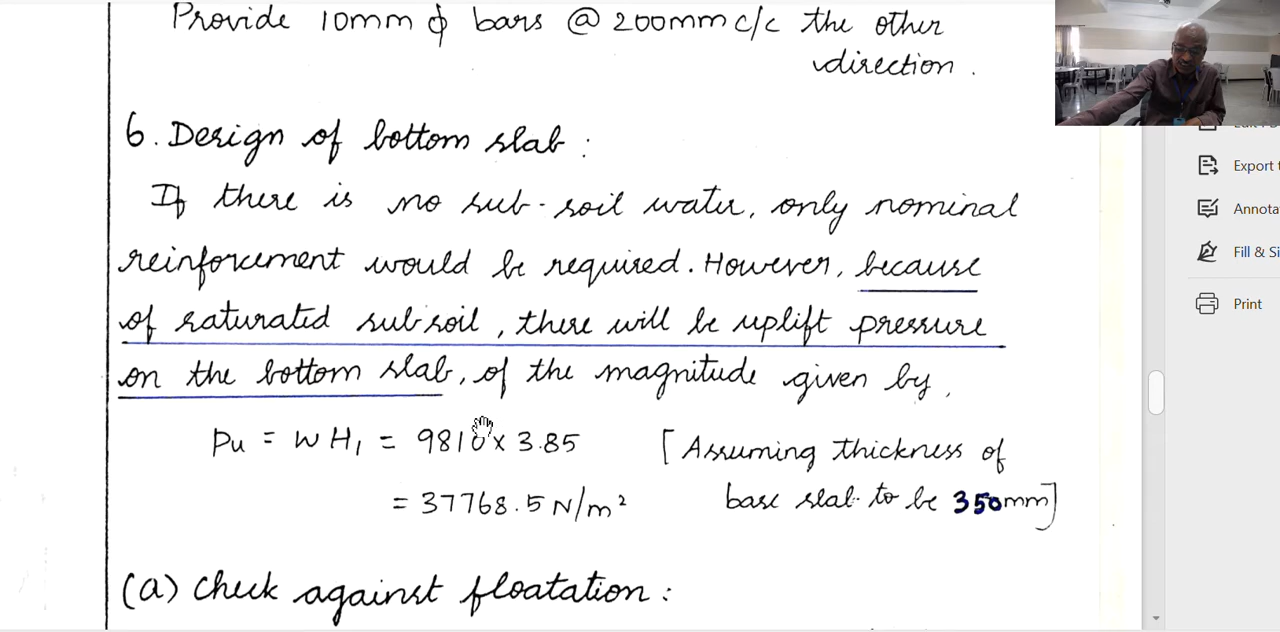 Provide 10mm ϕ bars @ 200mm c/c the other
direction.
6. Design of bottom slab:
If there is no sub-soil water, only nominal
reinforcement would be required. However, because
of saturated subsoil, there will be uplift pressure
on the bottom slab, of the magnitude given by,
Pu = w H₁ = 9810 x 3.85 [Assuming thickness of
= 37768.5 N/m² base slab to be 350mm]
(a) Check against floatation:
Export t
Annota
Fill & Si
Print